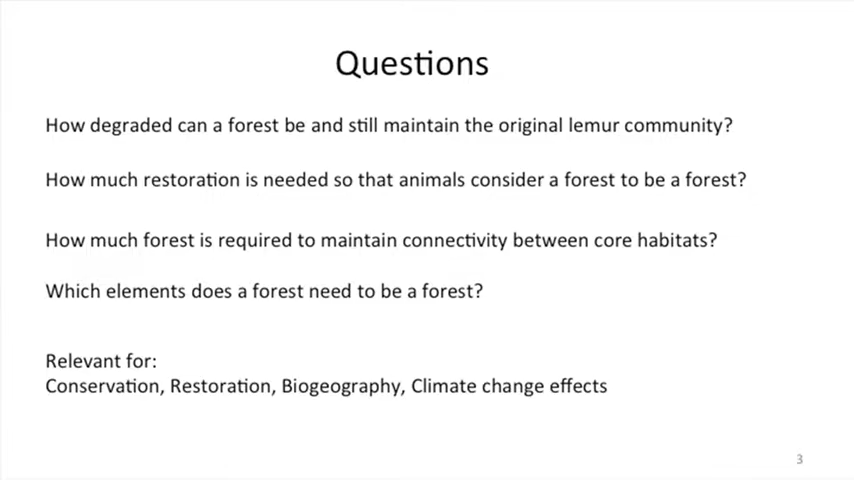 Questions
How degraded can a forest be and still maintain the original lemur community?
How much restoration is needed so that animals consider a forest to be a forest?
How much forest is required to maintain connectivity between core habitats?
Which elements does a forest need to be a forest?
Relevant for:
Conservation, Restoration, Biogeography, Climate change effects
3